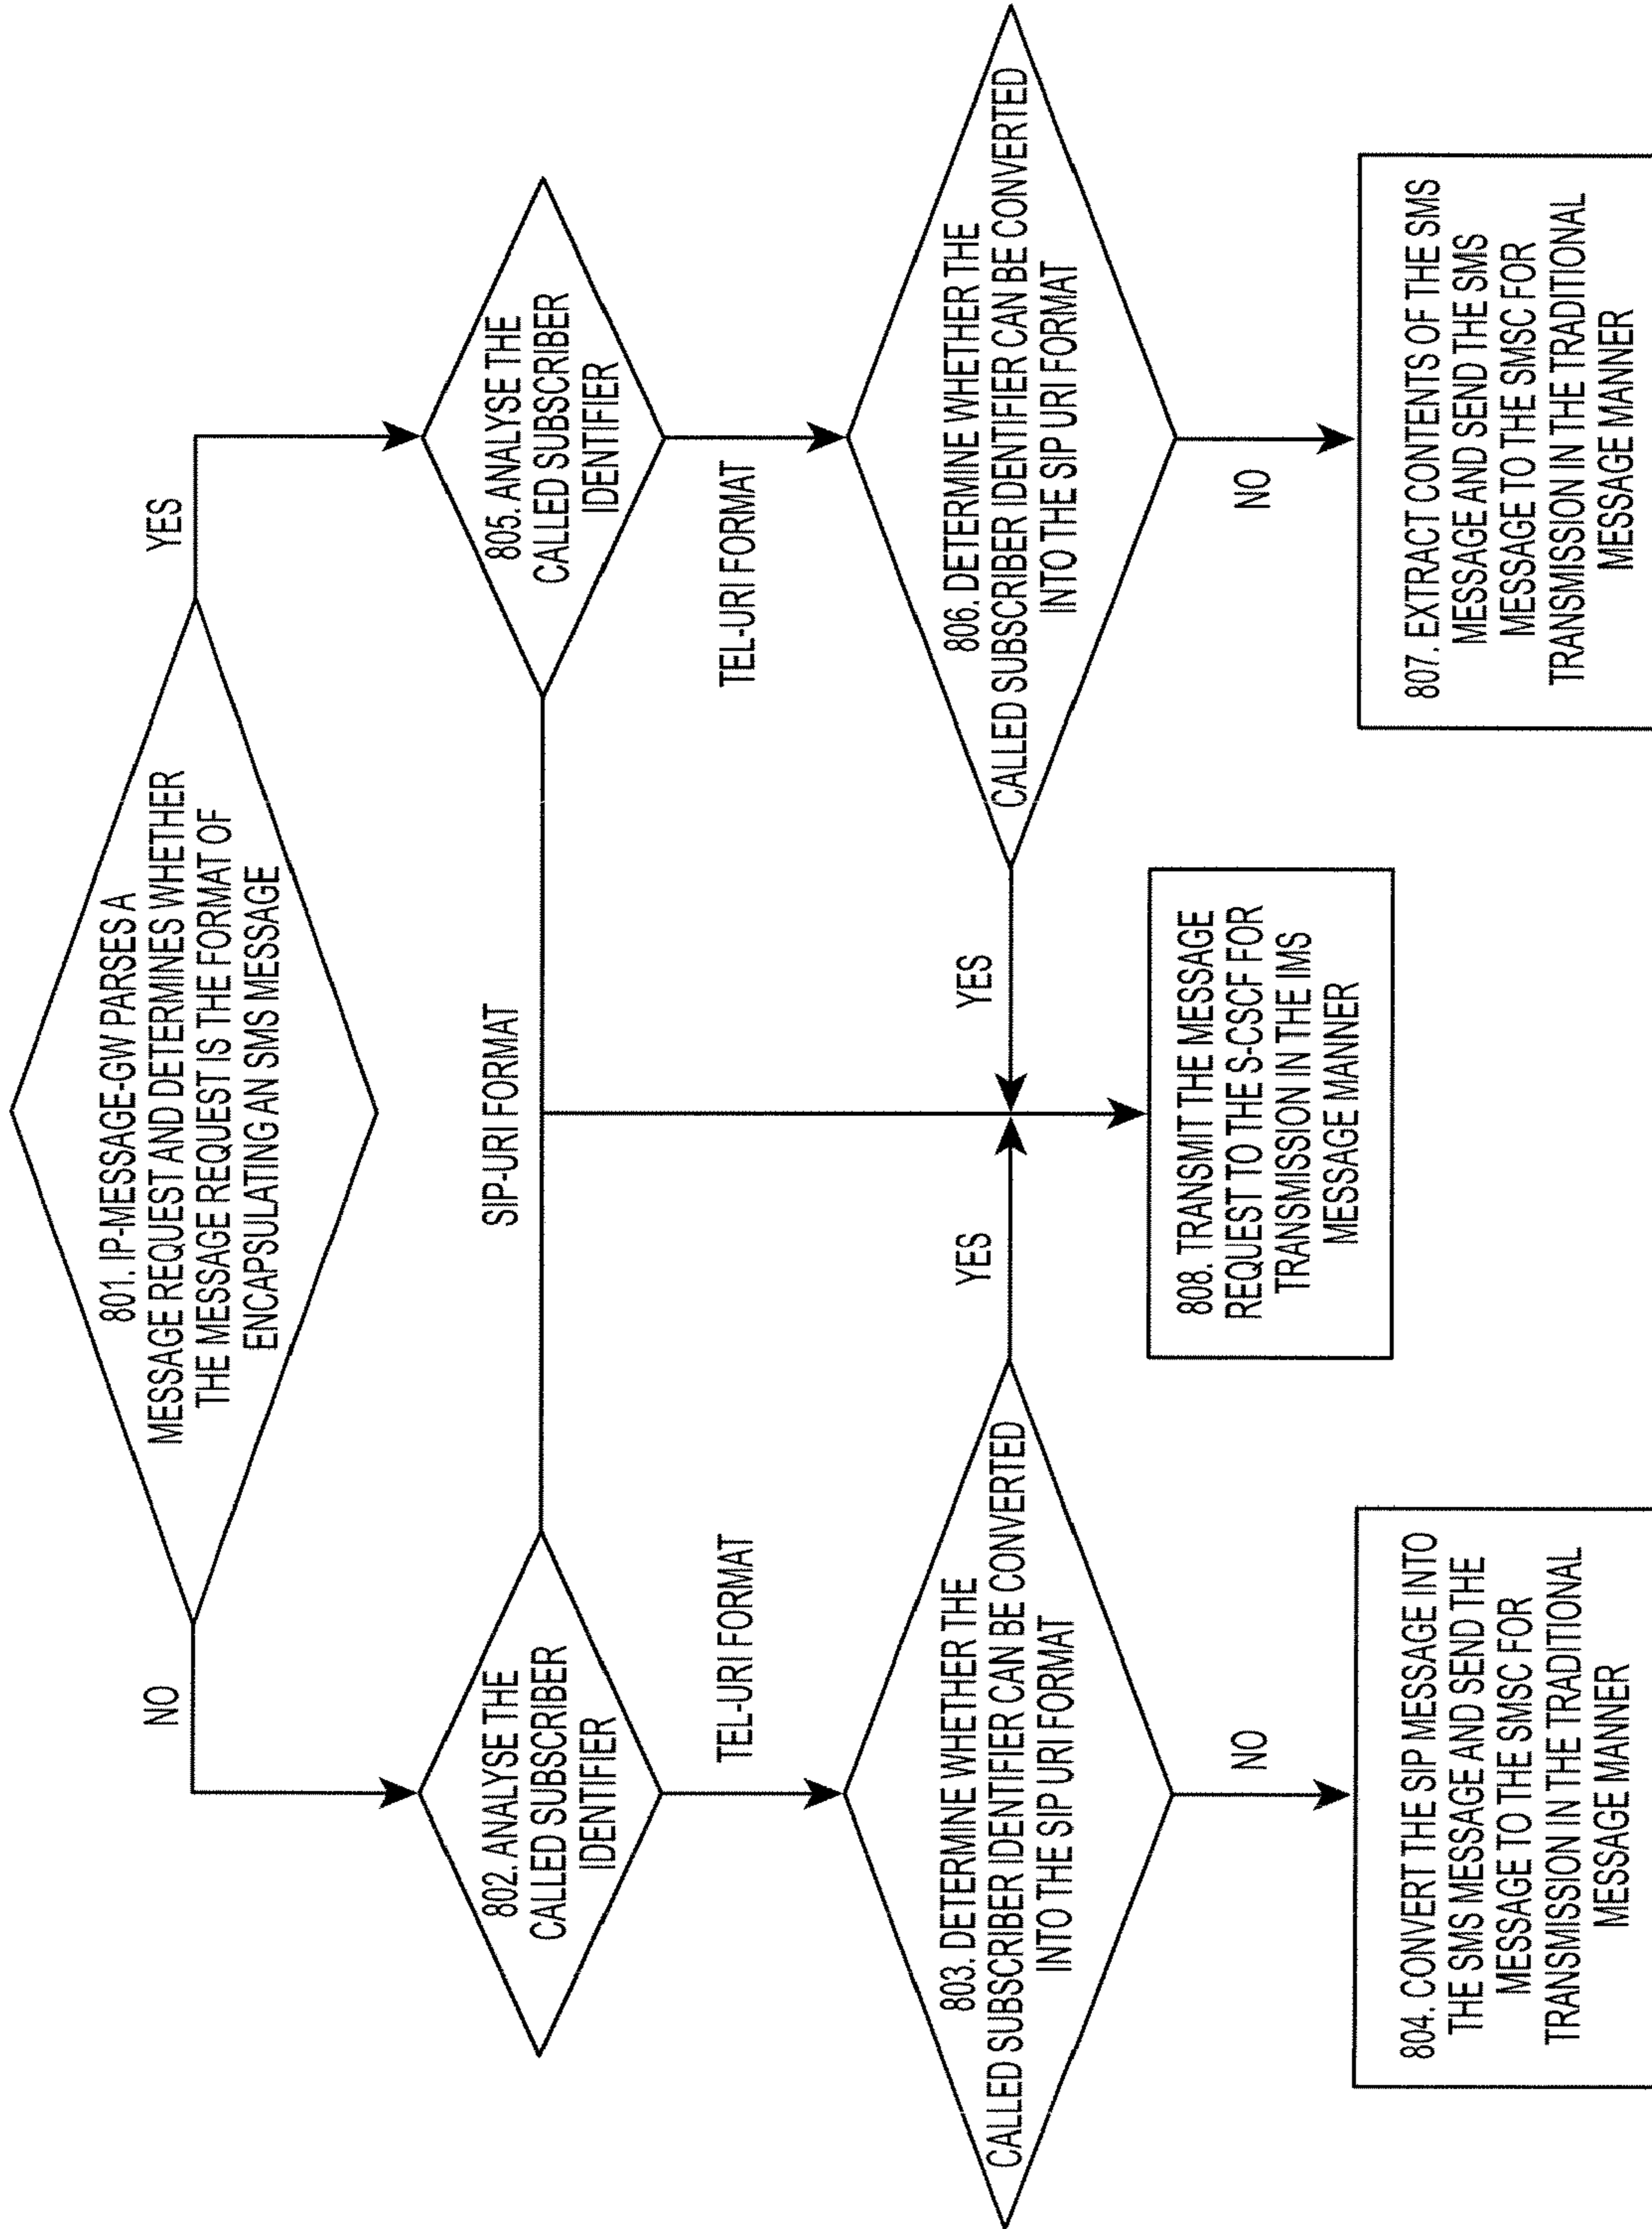 801. IP-MESSAGE-GW PARSES A
MESSAGE REQUEST AND DETERMINES WHETHER
THE MESSAGE REQUEST IS THE FORMAT OF
ENCAPSULATING AN SMS MESSAGE
NO
YES
802. ANALYSE THE
CALLED SUBSCRIBER
IDENTIFIER
SIP-URI FORMAT
805. ANALYSE THE
CALLED SUBSCRIBER
IDENTIFIER
TEL-URI FORMAT
TEL-URI FORMAT
803. DETERMINE WHETHER THE
CALLED SUBSCRIBER IDENTIFIER CAN BE CONVERTED
INTO THE SIP URI FORMAT
YES
YES
806. DETERMINE WHETHER THE
CALLED SUBSCRIBER IDENTIFIER CAN BE CONVERTED
INTO THE SIP URI FORMAT
NO
NO
808. TRANSMIT THE MESSAGE
REQUEST TO THE S-CSCF FOR
TRANSMISSION IN THE IMS
MESSAGE MANNER
804. CONVERT THE SIP MESSAGE INTO
THE SMS MESSAGE AND SEND THE
MESSAGE TO THE SMSC FOR
TRANSMISSION IN THE TRADITIONAL
MESSAGE MANNER
807. EXTRACT CONTENTS OF THE SMS
MESSAGE AND SEND THE SMS
MESSAGE TO THE SMSC FOR
TRANSMISSION IN THE TRADITIONAL
MESSAGE MANNER